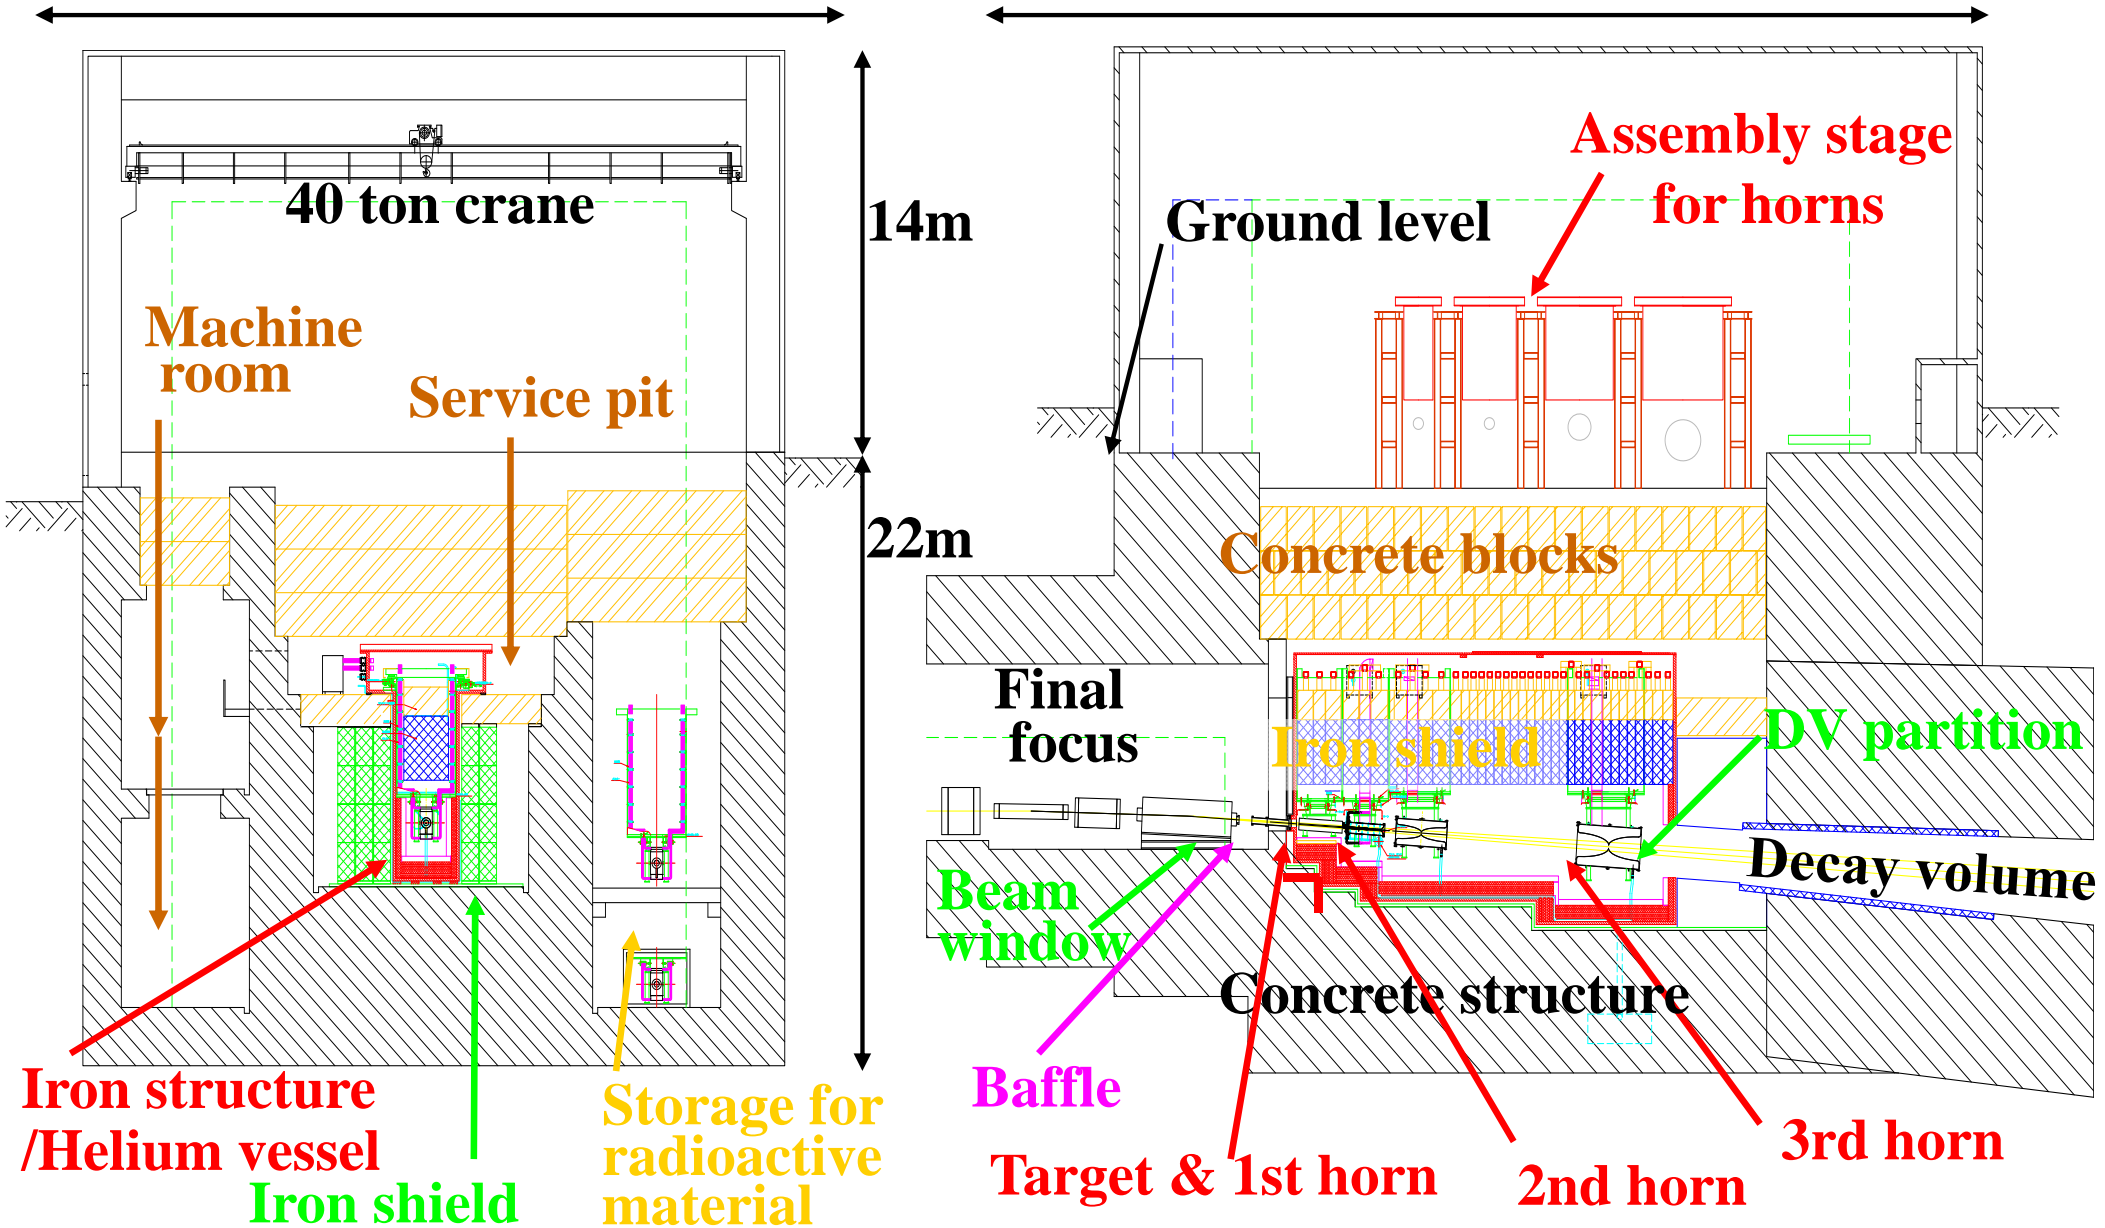 40 ton crane
14m
Machine
room
Service pit
22m
Iron structure
/Helium vessel
Iron shield
Storage for
radioactive
material
Assembly stage
for horns
Ground level
Concrete blocks
Final
focus
Iron shield
DV partition
Decay volume
Beam
window
Concrete structure
Baffle
Target & 1st horn
2nd horn
3rd horn